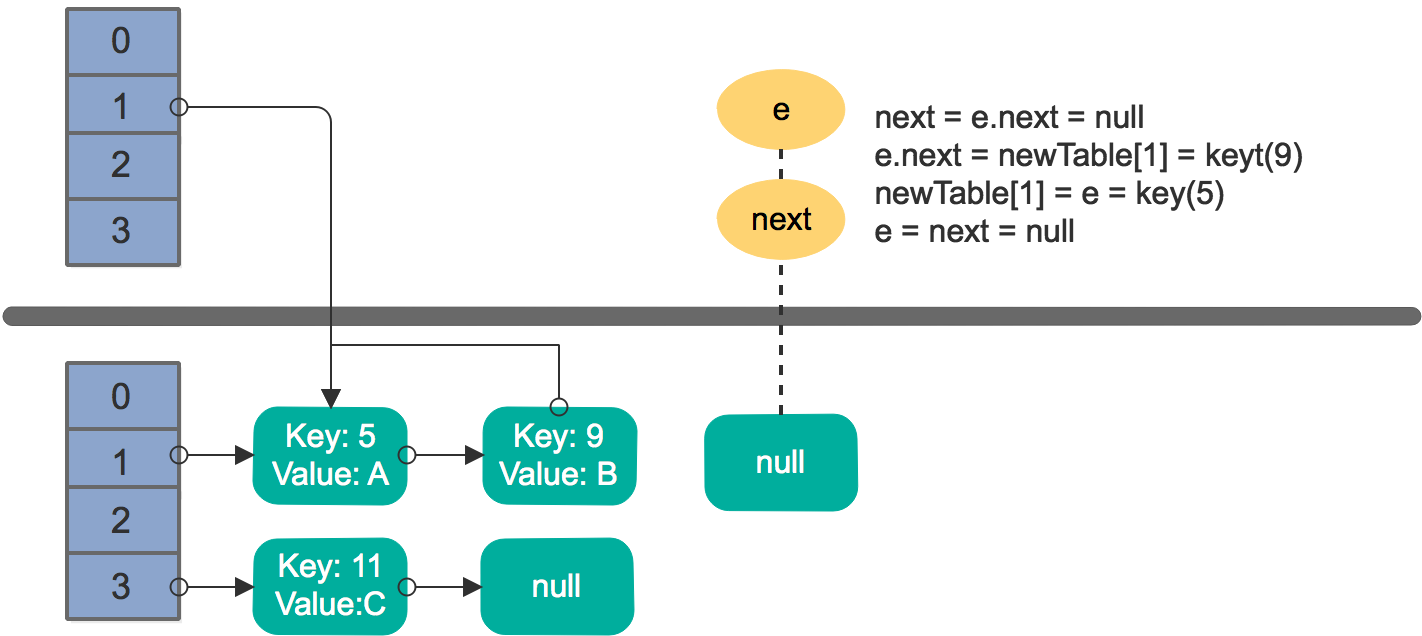 0
1
2
3
e
next
next = e.next = null
e.next = newTable[1] = keyt(9)
newTable[1] = e = key(5)
e = next = null
0
1
2
3
Key: 5
Value: A
Key: 9
Value: B
null
Key: 11
Value:C
null